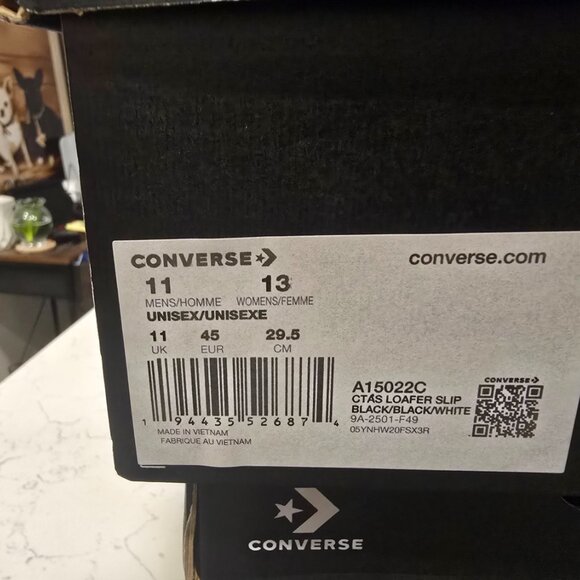 CONVERSE
converse.com
11 13
MENS/HOMME WOMENS/FEMME
UNISEX/UNISEXE
11 45 29.5
UK EUR CM
1 94435 52687 4
MADE IN VIETNAM
FABRIQUE AU VIETNAM
A15022C
CTAS LOAFER SLIP
BLACK/BLACK/WHITE
9A-2501-F49
05YNHW20FSX3R
CONVERSE
CONVERSE